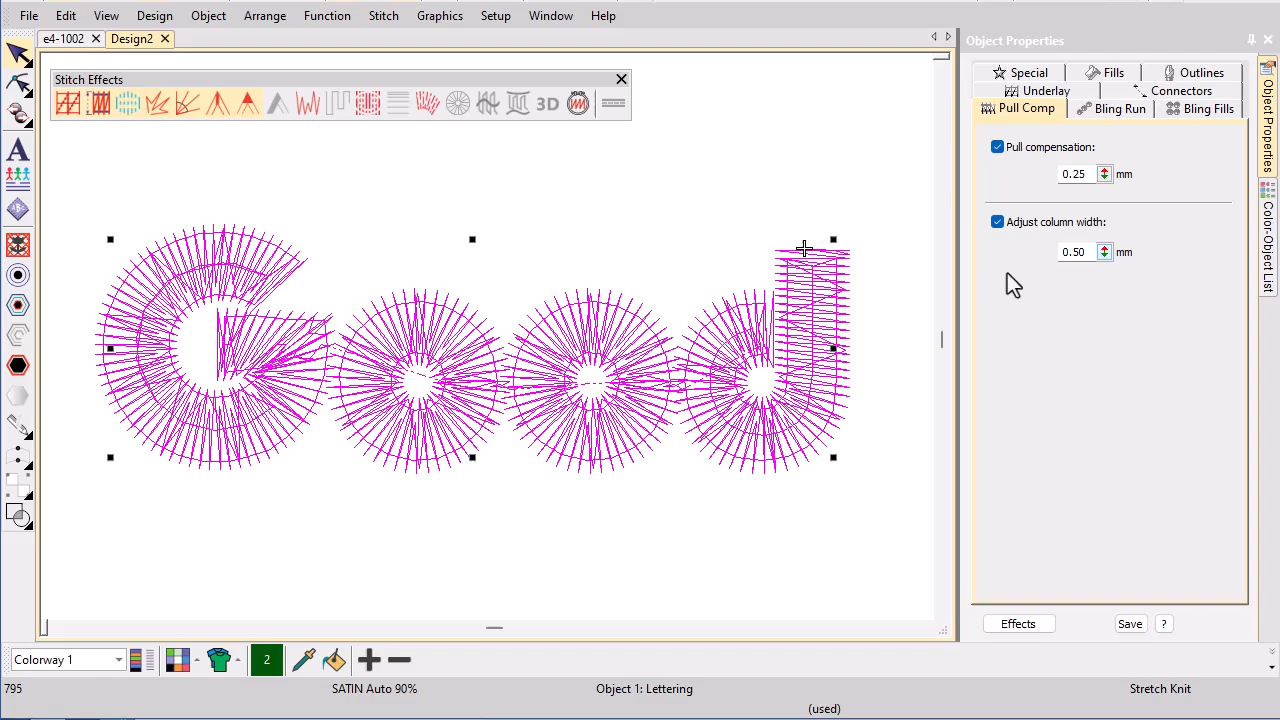 File Edit View Design Object Arrange Function Stitch Graphics Setup Window Help
e4-1002 Design2
Object Properties
Stitch Effects
3D
Special Fills Outlines
Underlay Connectors
Pull Comp Bling Run Bling Fills
Pull compensation:
0.25 mm
Adjust column width:
0.50 mm
Good
Effects Save ?
Object Properties
Color-Object List
A
ABC
Colorway 1 2
795 SATIN Auto 90% Object 1: Lettering Stretch Knit
(used)